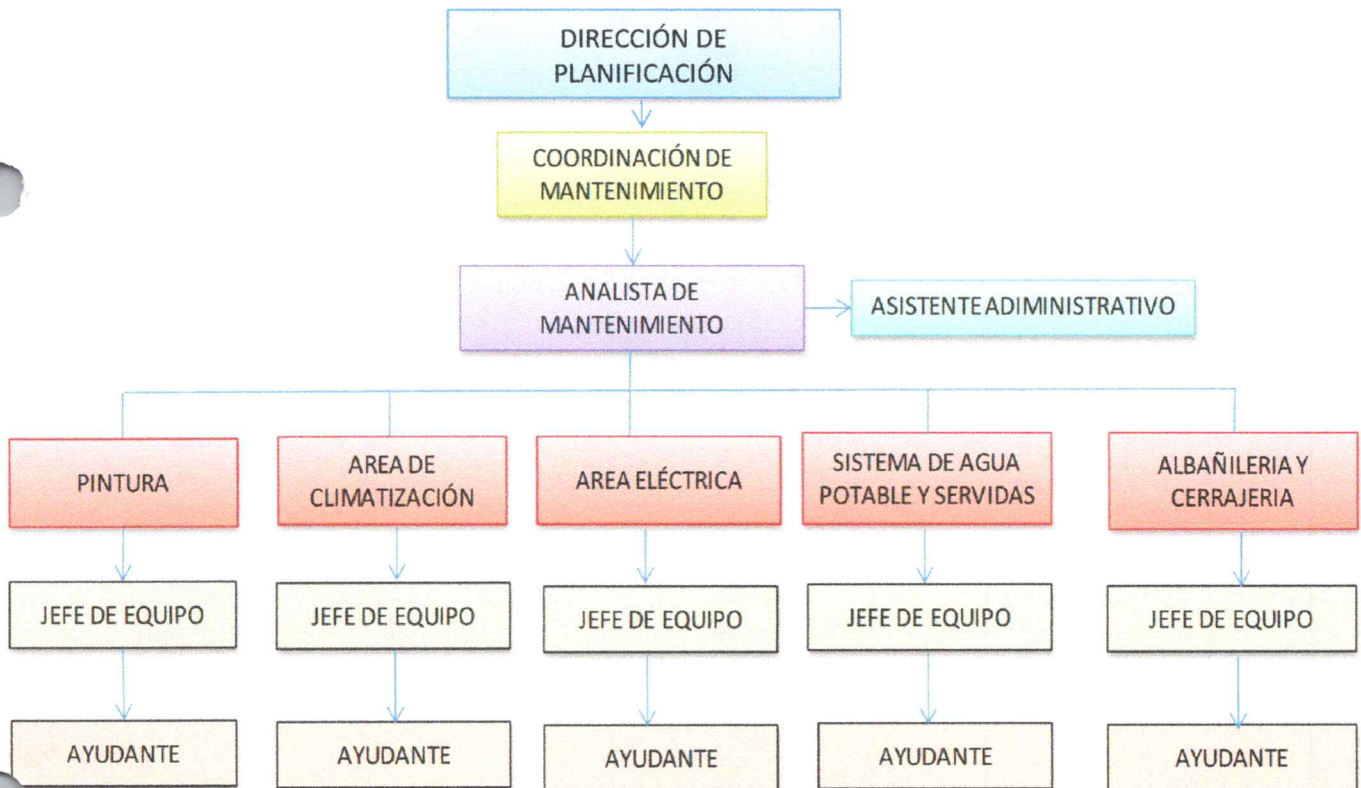 DIRECCIÓN DE
PLANIFICACIÓN
COORDINACIÓN DE
MANTENIMIENTO
ANALISTA DE
MANTENIMIENTO
ASISTENTE ADIMINISTRATIVO
PINTURA
AREA DE
CLIMATIZACIÓN
AREA ELÉCTRICA
SISTEMA DE AGUA
POTABLE Y SERVIDAS
ALBAÑILERIA Y
CERRAJERIA
JEFE DE EQUIPO
JEFE DE EQUIPO
JEFE DE EQUIPO
JEFE DE EQUIPO
JEFE DE EQUIPO
AYUDANTE
AYUDANTE
AYUDANTE
AYUDANTE
AYUDANTE